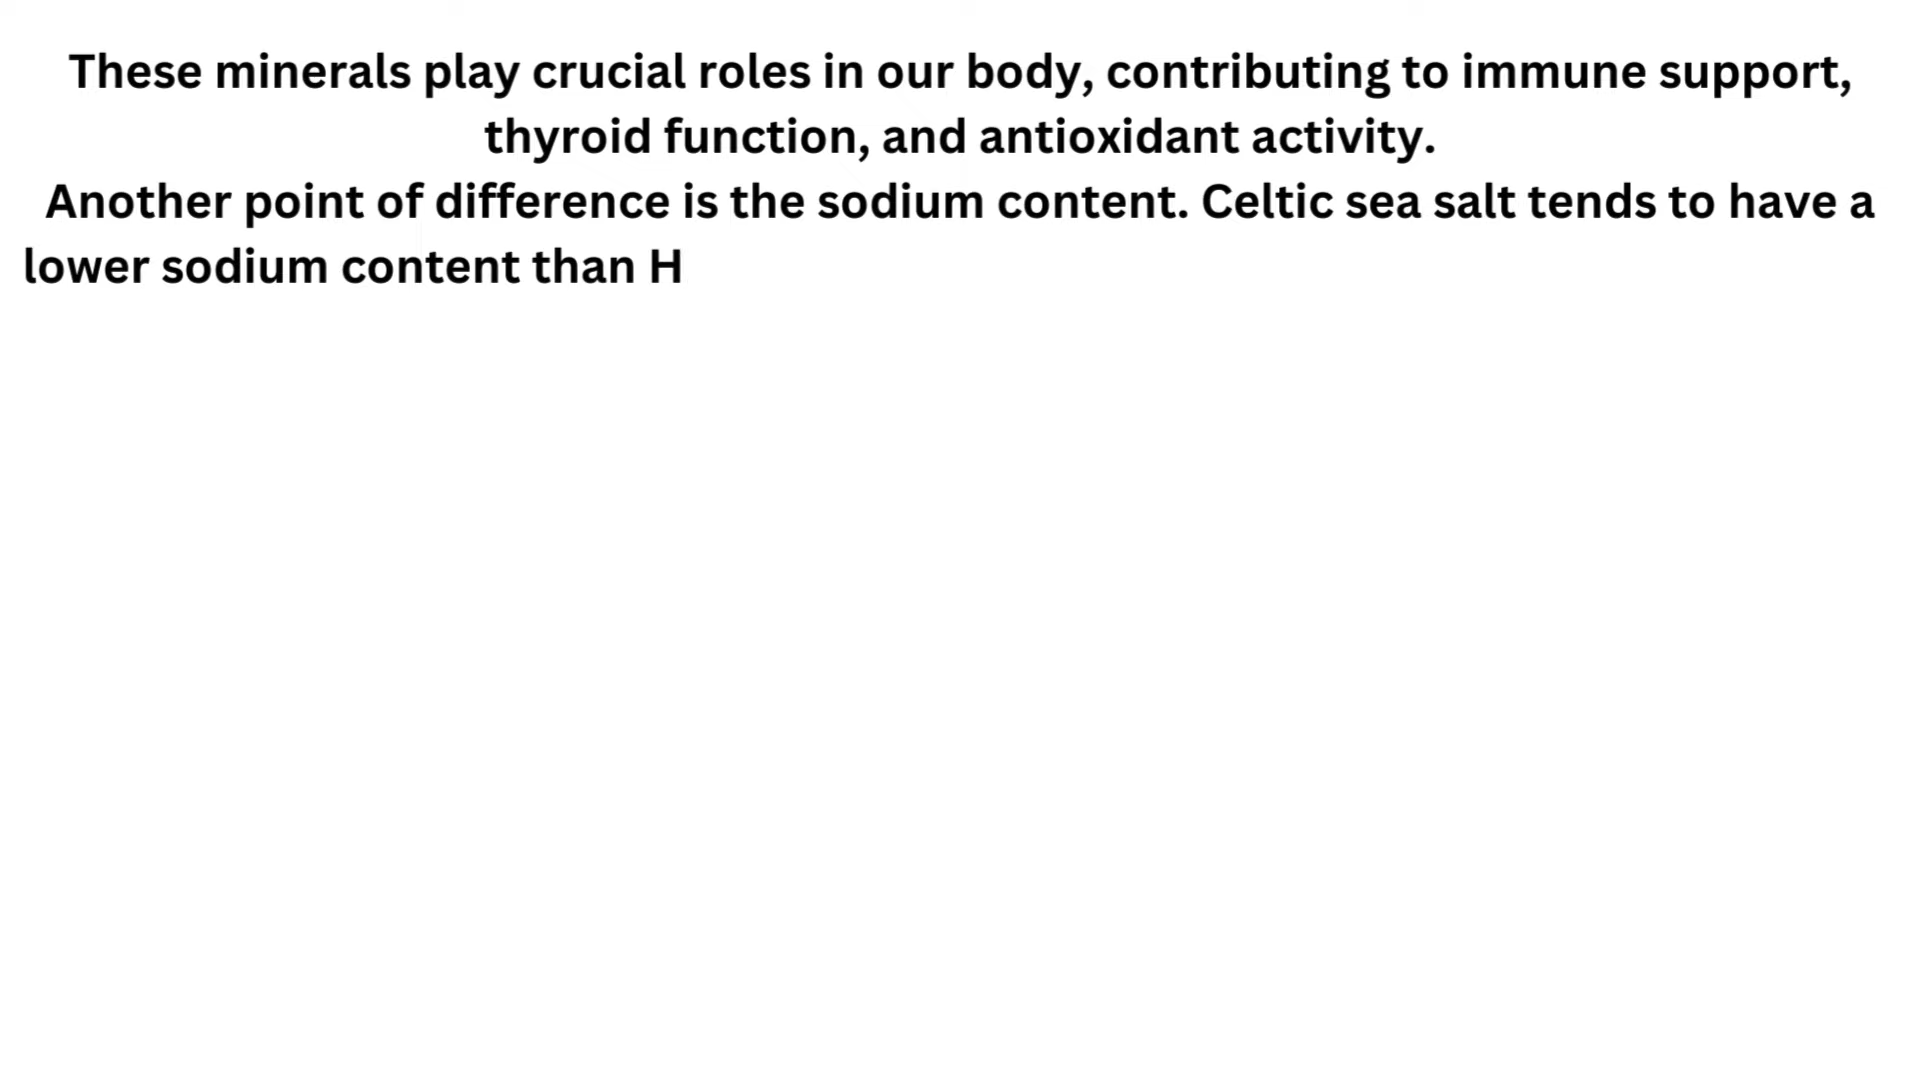 These minerals play crucial roles in our body, contributing to immune support,
thyroid function, and antioxidant activity.
Another point of difference is the sodium content. Celtic sea salt tends to have a
lower sodium content than H